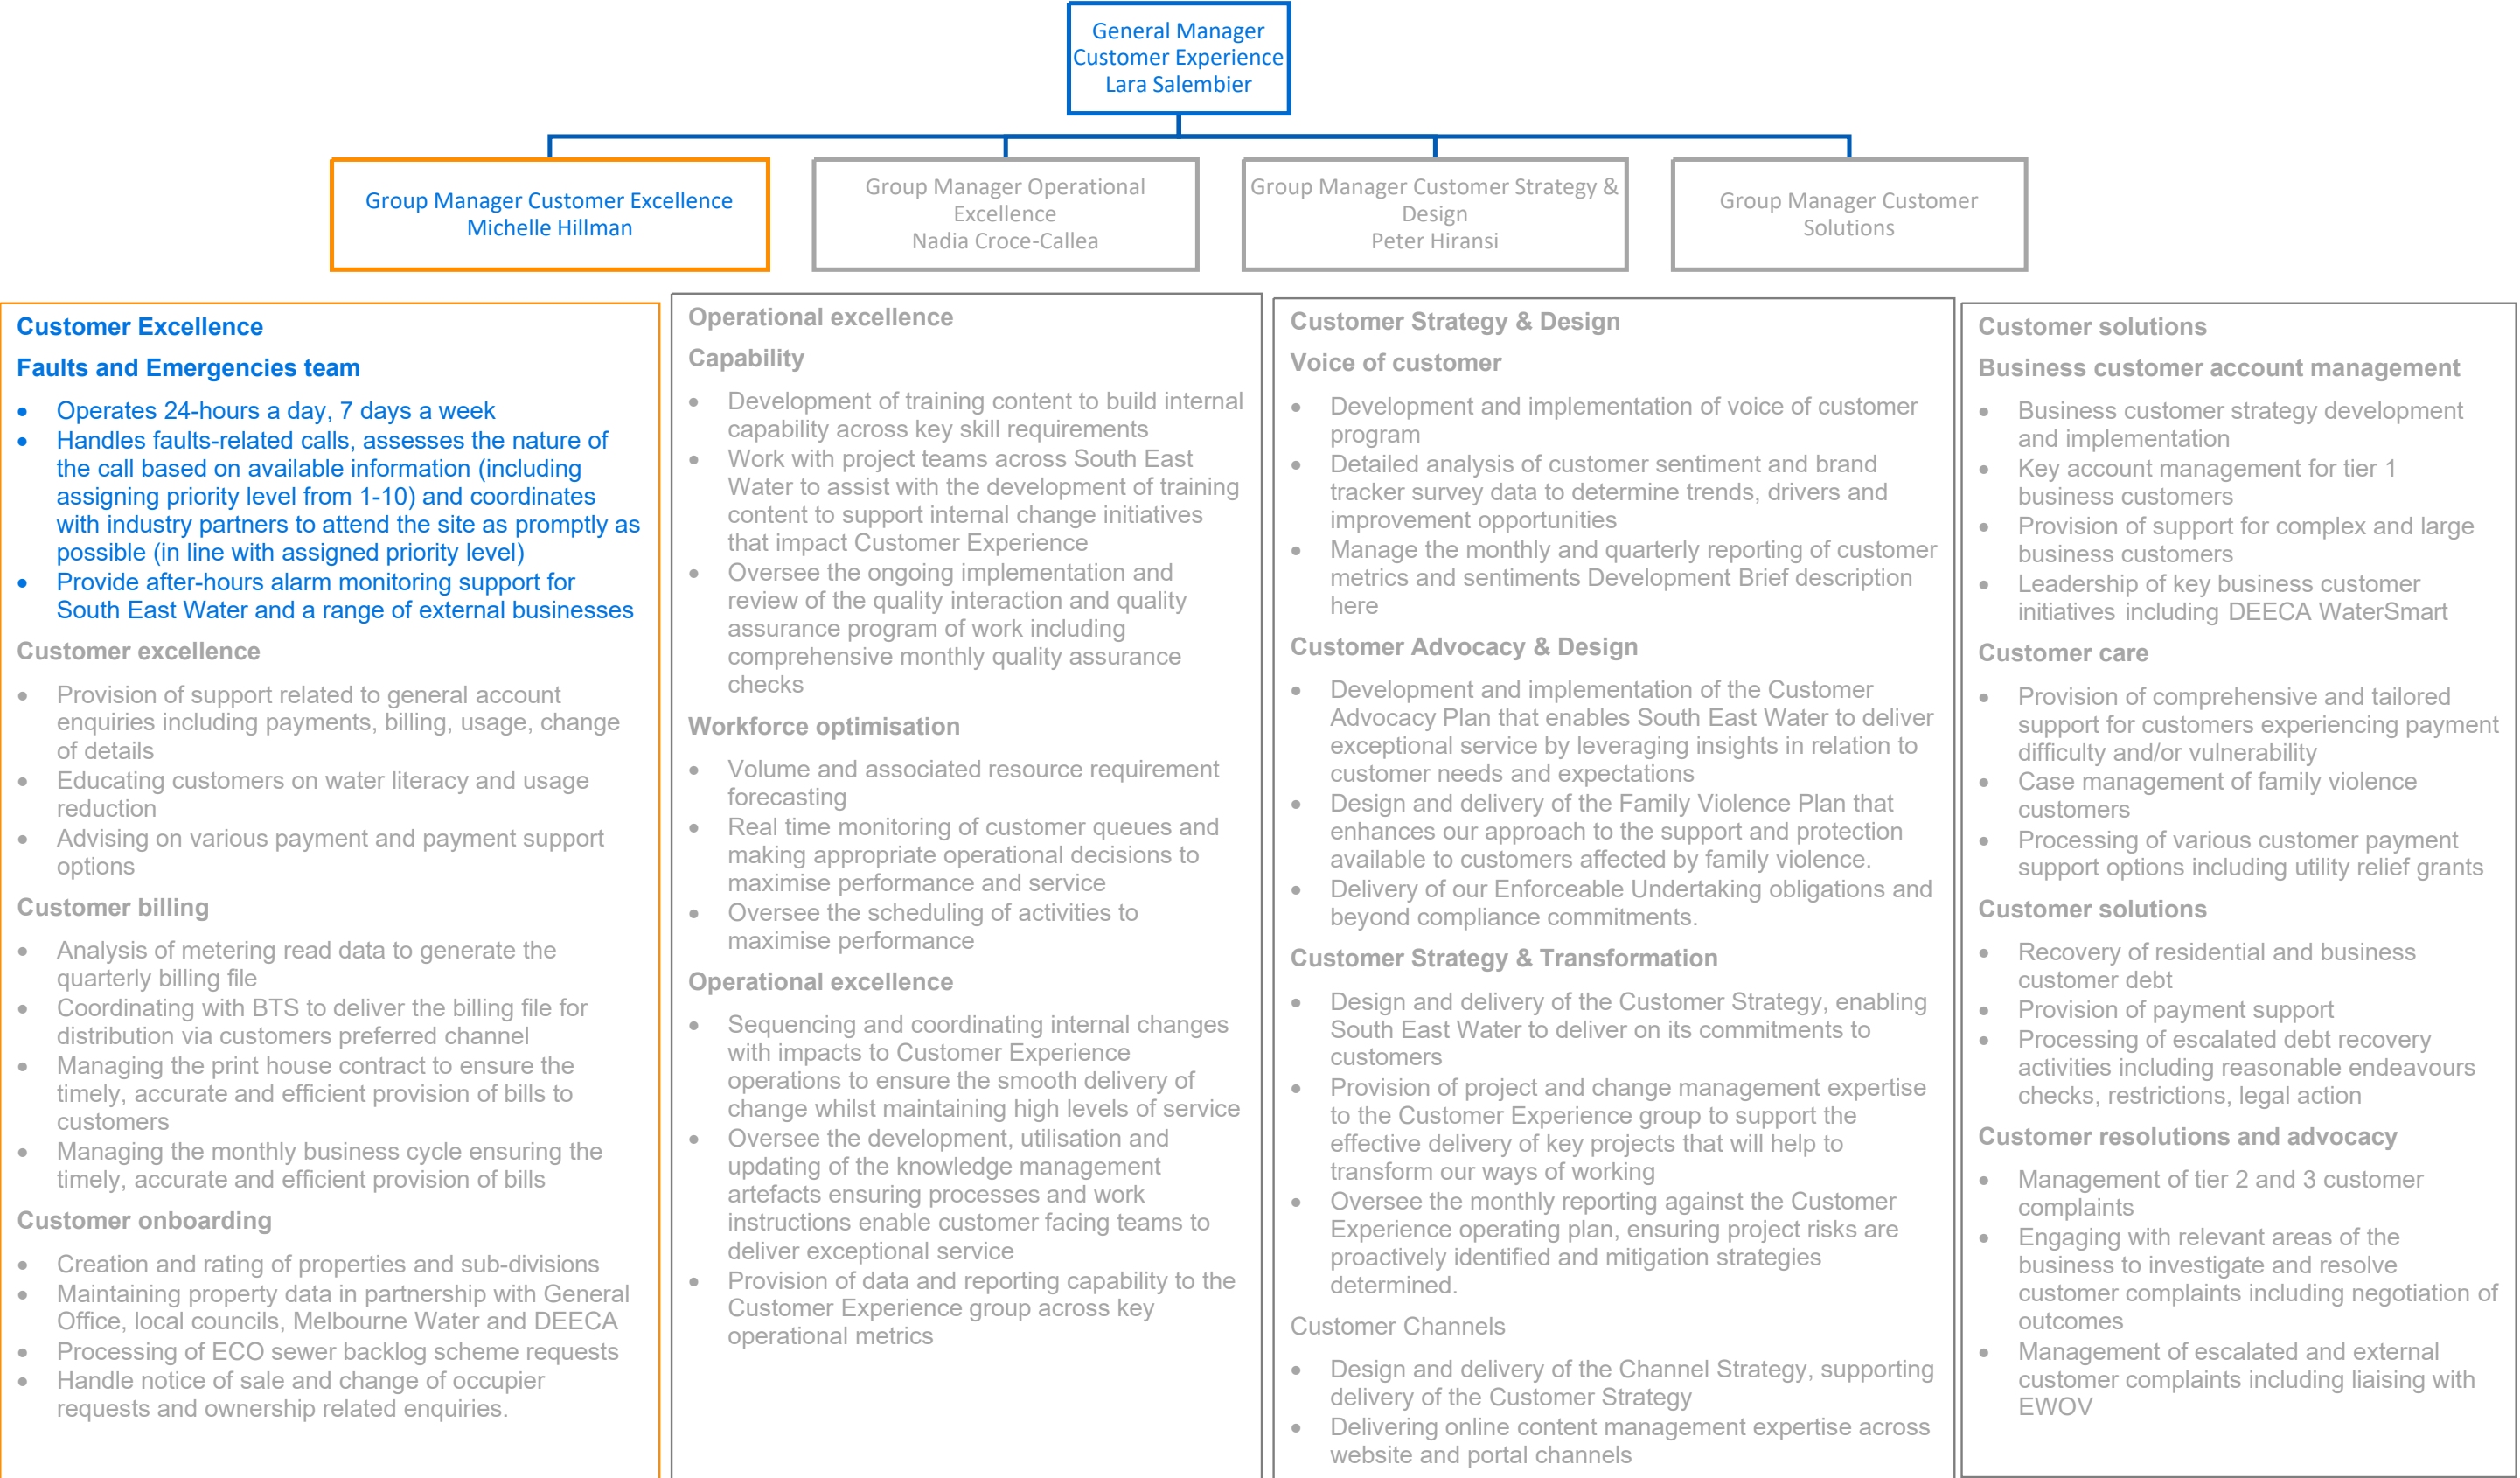 General Manager
Customer Experience
Lara Salembier
Group Manager Customer Excellence
Michelle Hillman
Group Manager Operational
Excellence
Nadia Croce-Callea
Group Manager Customer Strategy &
Design
Peter Hiransi
Group Manager Customer
Solutions
Customer Excellence
Faults and Emergencies team
• Operates 24-hours a day, 7 days a week
• Handles faults-related calls, assesses the nature of
the call based on available information (including
assigning priority level from 1-10) and coordinates
with industry partners to attend the site as promptly as
possible (in line with assigned priority level)
• Provide after-hours alarm monitoring support for
South East Water and a range of external businesses
Customer excellence
• Provision of support related to general account
enquiries including payments, billing, usage, change
of details
• Educating customers on water literacy and usage
reduction
• Advising on various payment and payment support
options
Customer billing
• Analysis of metering read data to generate the
quarterly billing file
• Coordinating with BTS to deliver the billing file for
distribution via customers preferred channel
• Managing the print house contract to ensure the
timely, accurate and efficient provision of bills to
customers
• Managing the monthly business cycle ensuring the
timely, accurate and efficient provision of bills
Customer onboarding
• Creation and rating of properties and sub-divisions
• Maintaining property data in partnership with General
Office, local councils, Melbourne Water and DEECA
• Processing of ECO sewer backlog scheme requests
• Handle notice of sale and change of occupier
requests and ownership related enquiries.
Operational excellence
Capability
• Development of training content to build internal
capability across key skill requirements
• Work with project teams across South East
Water to assist with the development of training
content to support internal change initiatives
that impact Customer Experience
• Oversee the ongoing implementation and
review of the quality interaction and quality
assurance program of work including
comprehensive monthly quality assurance
checks
Workforce optimisation
• Volume and associated resource requirement
forecasting
• Real time monitoring of customer queues and
making appropriate operational decisions to
maximise performance and service
• Oversee the scheduling of activities to
maximise performance
Operational excellence
• Sequencing and coordinating internal changes
with impacts to Customer Experience
operations to ensure the smooth delivery of
change whilst maintaining high levels of service
• Oversee the development, utilisation and
updating of the knowledge management
artefacts ensuring processes and work
instructions enable customer facing teams to
deliver exceptional service
• Provision of data and reporting capability to the
Customer Experience group across key
operational metrics
Customer Strategy & Design
Voice of customer
• Development and implementation of voice of customer
program
• Detailed analysis of customer sentiment and brand
tracker survey data to determine trends, drivers and
improvement opportunities
• Manage the monthly and quarterly reporting of customer
metrics and sentiments Development Brief description
here
Customer Advocacy & Design
• Development and implementation of the Customer
Advocacy Plan that enables South East Water to deliver
exceptional service by leveraging insights in relation to
customer needs and expectations
• Design and delivery of the Family Violence Plan that
enhances our approach to the support and protection
available to customers affected by family violence.
• Delivery of our Enforceable Undertaking obligations and
beyond compliance commitments.
Customer Strategy & Transformation
• Design and delivery of the Customer Strategy, enabling
South East Water to deliver on its commitments to
customers
• Provision of project and change management expertise
to the Customer Experience group to support the
effective delivery of key projects that will help to
transform our ways of working
• Oversee the monthly reporting against the Customer
Experience operating plan, ensuring project risks are
proactively identified and mitigation strategies
determined.
Customer Channels
• Design and delivery of the Channel Strategy, supporting
delivery of the Customer Strategy
• Delivering online content management expertise across
website and portal channels
Customer solutions
Business customer account management
• Business customer strategy development
and implementation
• Key account management for tier 1
business customers
• Provision of support for complex and large
business customers
• Leadership of key business customer
initiatives including DEECA WaterSmart
Customer care
• Provision of comprehensive and tailored
support for customers experiencing payment
difficulty and/or vulnerability
• Case management of family violence
customers
• Processing of various customer payment
support options including utility relief grants
Customer solutions
• Recovery of residential and business
customer debt
• Provision of payment support
• Processing of escalated debt recovery
activities including reasonable endeavours
checks, restrictions, legal action
Customer resolutions and advocacy
• Management of tier 2 and 3 customer
complaints
• Engaging with relevant areas of the
business to investigate and resolve
customer complaints including negotiation of
outcomes
• Management of escalated and external
customer complaints including liaising with
EWOV